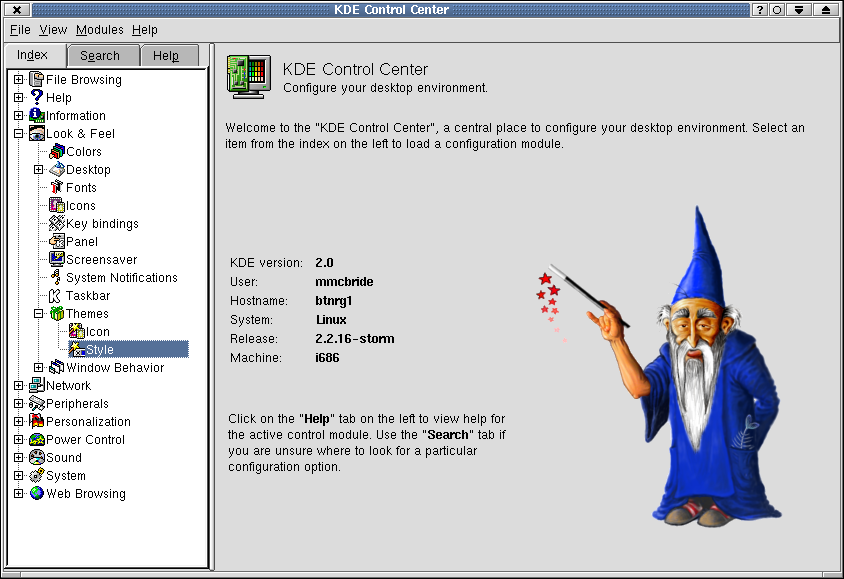 KDE Control Center
?
File View Modules Help
Index Search Help
File Browsing
Help
Information
Look & Feel
Colors
Desktop
Fonts
Icons
Key bindings
Panel
Screensaver
System Notifications
Taskbar
Themes
Icon
Style
Window Behavior
Network
Peripherals
Personalization
Power Control
Sound
System
Web Browsing
KDE Control Center
Configure your desktop environment.
Welcome to the "KDE Control Center", a central place to configure your desktop environment. Select an
item from the index on the left to load a configuration module.
KDE version: 2.0
User: mmcbride
Hostname: btnrg1
System: Linux
Release: 2.2.16-storm
Machine: i686
Click on the "Help" tab on the left to view help for
the active control module. Use the "Search" tab if
you are unsure where to look for a particular
configuration option.